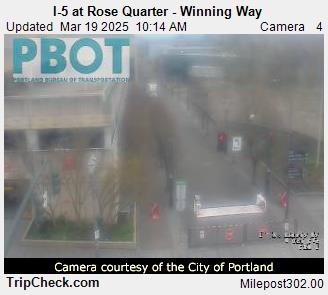 I-5 at Rose Quarter - Winning Way
Updated Mar 19 2025 10:14 AM Camera 4
PBOT
PORTLAND BUREAU OF TRANSPORTATION
Camera courtesy of the City of Portland
TripCheck.com Milepost302.00